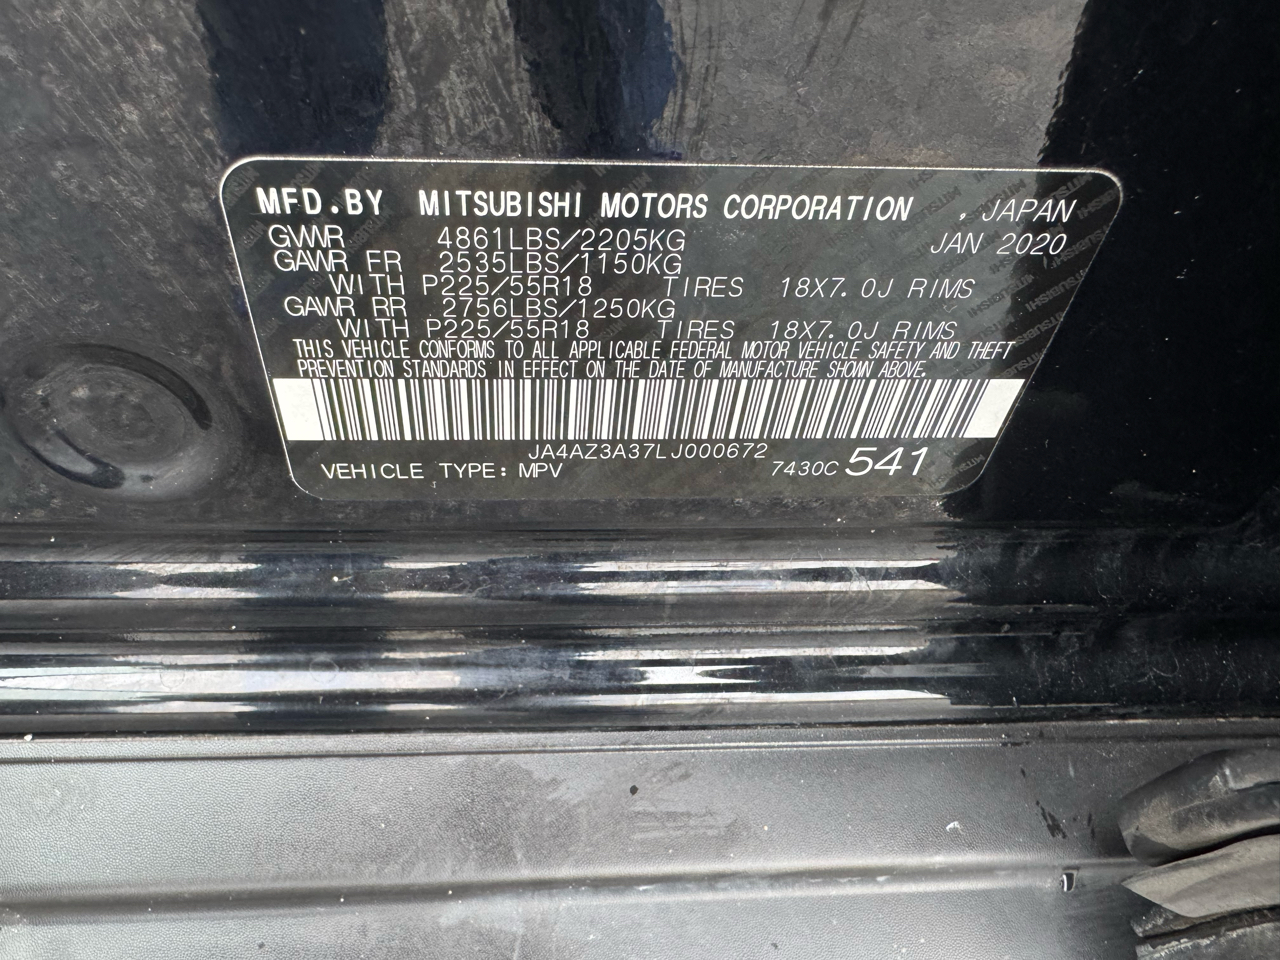 MFD.BY MITSUBISHI MOTORS CORPORATION , JAPAN
GVWR 4861LBS/2205KG JAN 2020
GAWR FR 2535LBS/1150KG
WITH P225/55R18 TIRES 18X7.0J RIMS
GAWR RR 2756LBS/1250KG
WITH P225/55R18 TIRES 18X7.0J RIMS
THIS VEHICLE CONFORMS TO ALL APPLICABLE FEDERAL MOTOR VEHICLE SAFETY AND THEFT
PREVENTION STANDARDS IN EFFECT ON THE DATE OF MANUFACTURE SHOWN ABOVE.
JA4AZ3A37LJ000672
VEHICLE TYPE: MPV 7430C 541